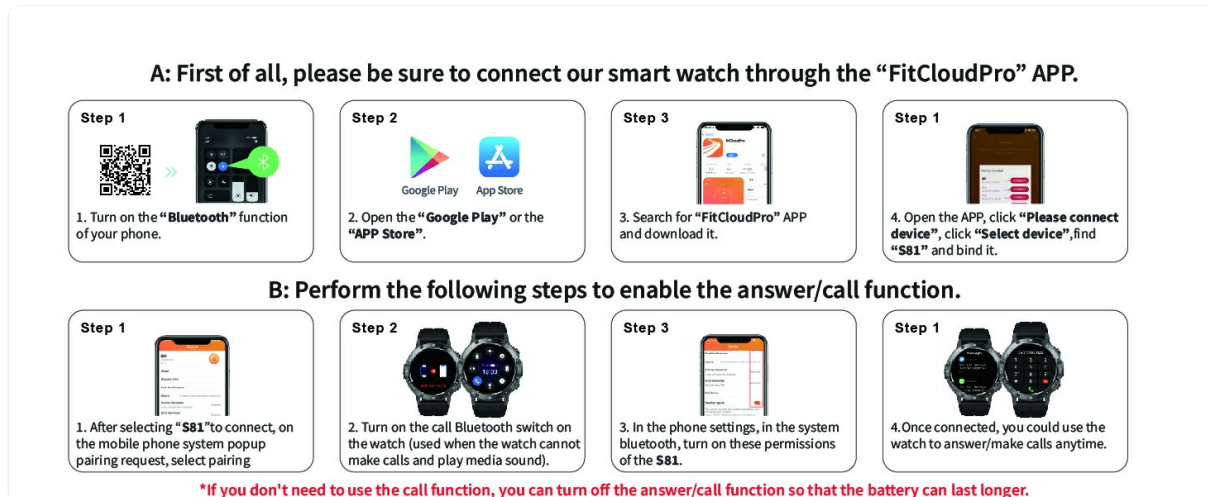 A: First of all, please be sure to connect our smart watch through the “FitCloudPro” APP.
Step 1
1. Turn on the “Bluetooth” function
of your phone.
Step 2
Google Play
App Store
2. Open the “Google Play” or the
“APP Store”.
Step 3
FitCloudPro
3. Search for “FitCloudPro” APP
and download it.
Step 1
4. Open the APP, click “Please connect
device”, click “Select device”,find
“S81” and bind it.
B: Perform the following steps to enable the answer/call function.
Step 1
1. After selecting “S81”to connect, on
the mobile phone system popup
pairing request, select pairing
Step 2
18:03
2. Turn on the call Bluetooth switch on
the watch (used when the watch cannot
make calls and play media sound).
Step 3
3. In the phone settings, in the system
bluetooth, turn on these permissions
of the S81.
Step 1
4.Once connected, you could use the
watch to answer/make calls anytime.
*If you don't need to use the call function, you can turn off the answer/call function so that the battery can last longer.